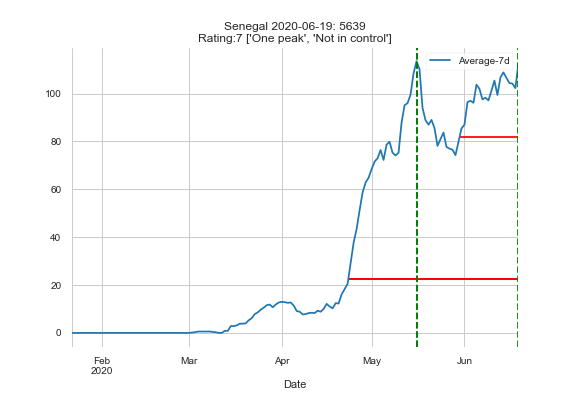 Senegal 2020-06-19: 5639
Rating:7 ['One peak', 'Not in control']
Average-7d
100
80
60
40
20
0
Feb
2020
Mar
Apr
May
Jun
Date